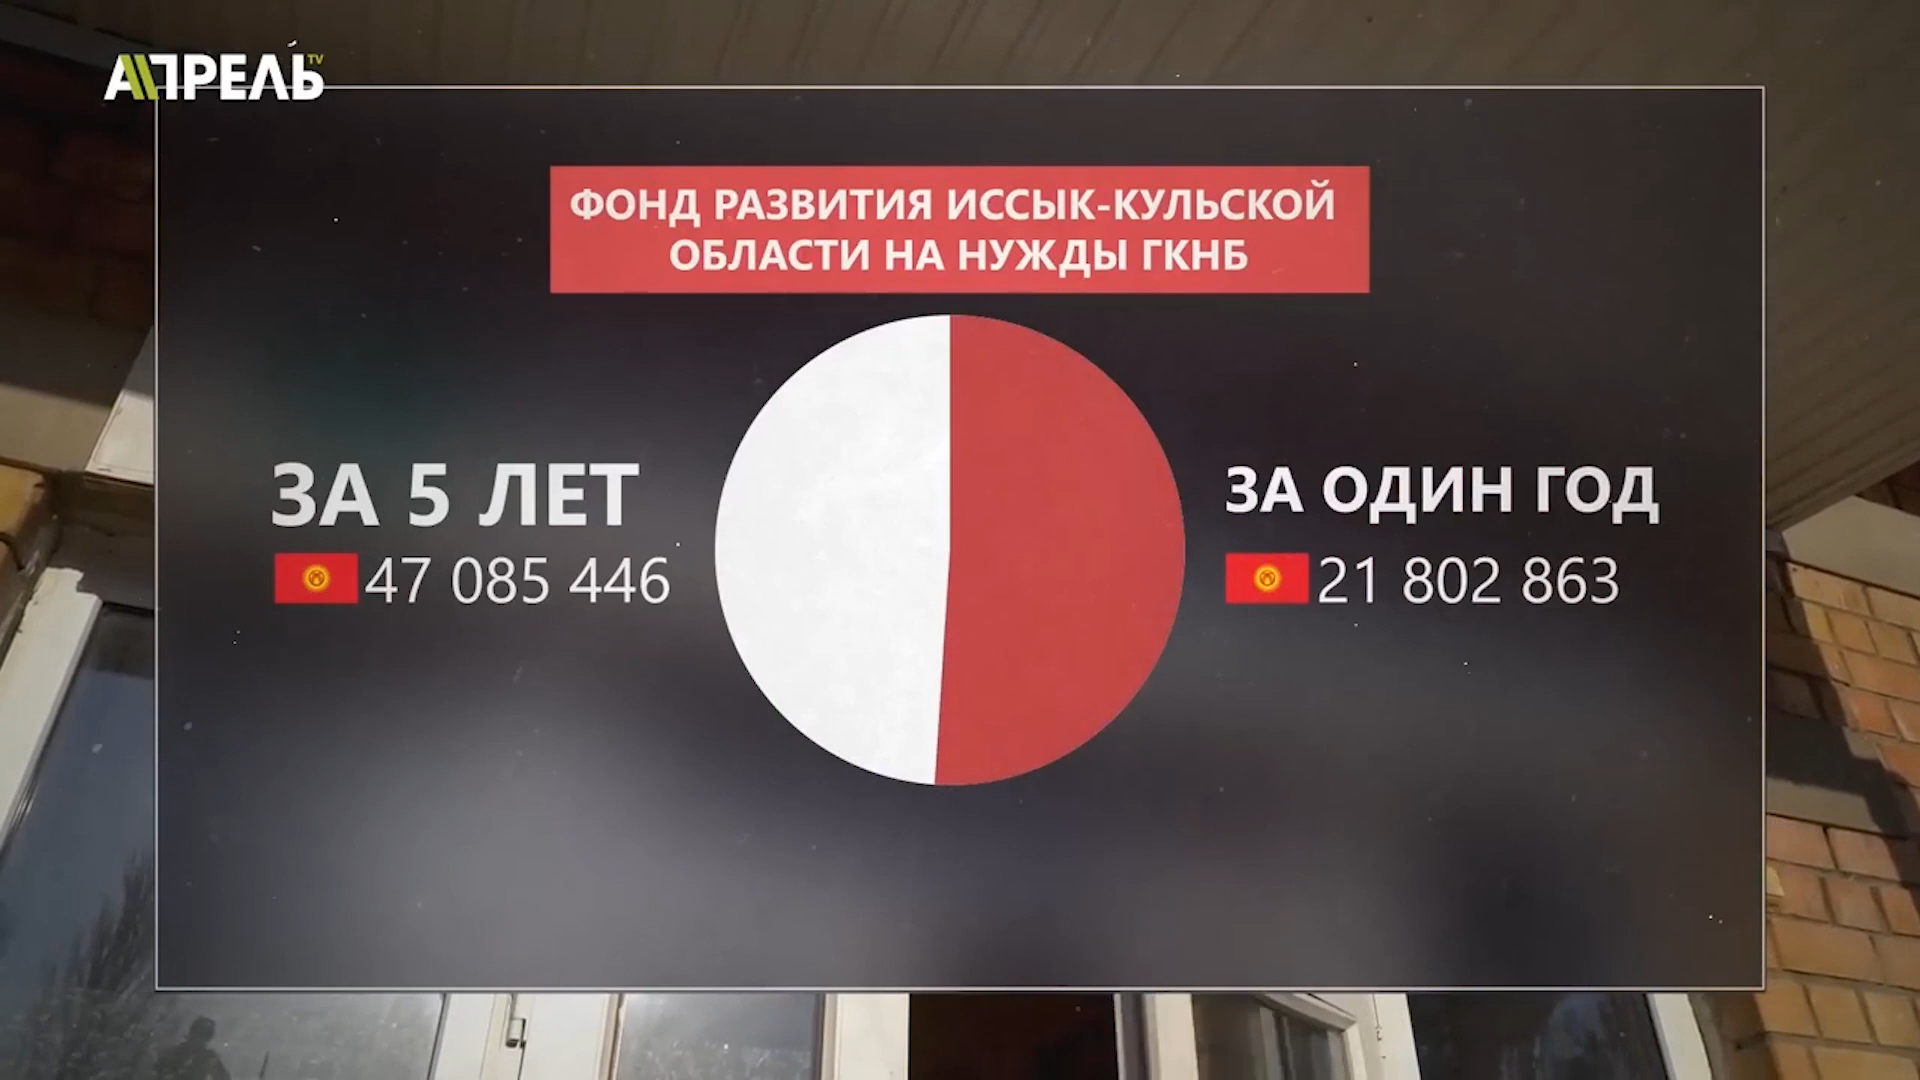 АПРЕЛЬ TV
ФОНД РАЗВИТИЯ ИССЫК-КУЛЬСКОЙ
ОБЛАСТИ НА НУЖДЫ ГКНБ
ЗА 5 ЛЕТ
47 085 446
ЗА ОДИН ГОД
21 802 863